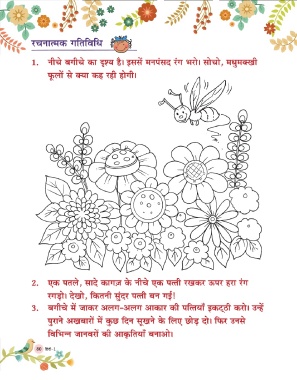 रचनात्मक गतिविधि
1. नीचे बगीचे का दृश्य है। इसमें मनपसंद रंग भरो। सोचो, मधुमक्खी
फूलों से क्या कह रही होगी।
2. एक पतले, सादे कागज़ के नीचे एक पत्ती रखकर ऊपर हरा रंग
रगड़ो। देखो, कितनी सुंदर पत्ती बन गई!
3. बगीचे में जाकर अलग-अलग आकार की पत्तियाँ इकट्ठी करो। उन्हें
पुराने अखबारों में कुछ दिन सूखने के लिए छोड़ दो। फिर उनसे
विभिन्न जानवरों की आकृतियाँ बनाओ।